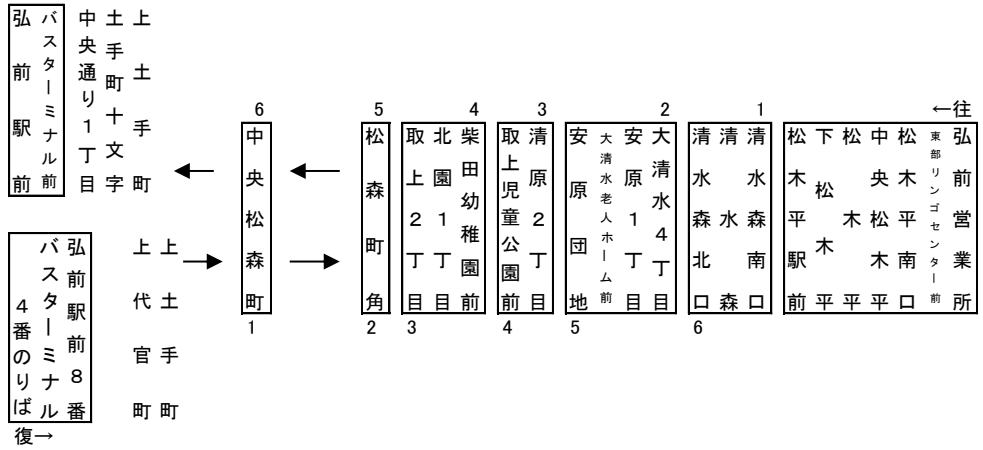 ←往
弘前営業所
東部リンゴセンター前
松木平南口
中央松木平
松木平
下松木平
松木平駅前
1
清水森南口
清水森
清水森北口
2
大清水4丁目
安原1丁目
大清水老人ホーム前
安原団地
3
清原2丁目
取上児童公園前
4
柴田幼稚園前
北園1丁目
取上2丁目
5
松森町角
6
中央松森町
上土手町
土手町十文字
中央通り1丁目
バスターミナル前
弘前駅前
復→
弘前駅前8番
バスターミナル
4番のりば
上代官町
上土手町
1
2
3
4
5
6